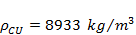 ρ_CU = 8933 kg/m³